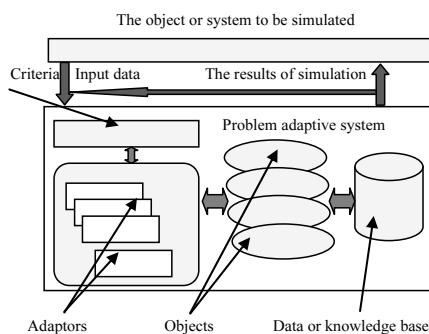 The object or system to be simulated
Criteria Input data The results of simulation
Problem adaptive system
Adaptors Objects Data or knowledge base